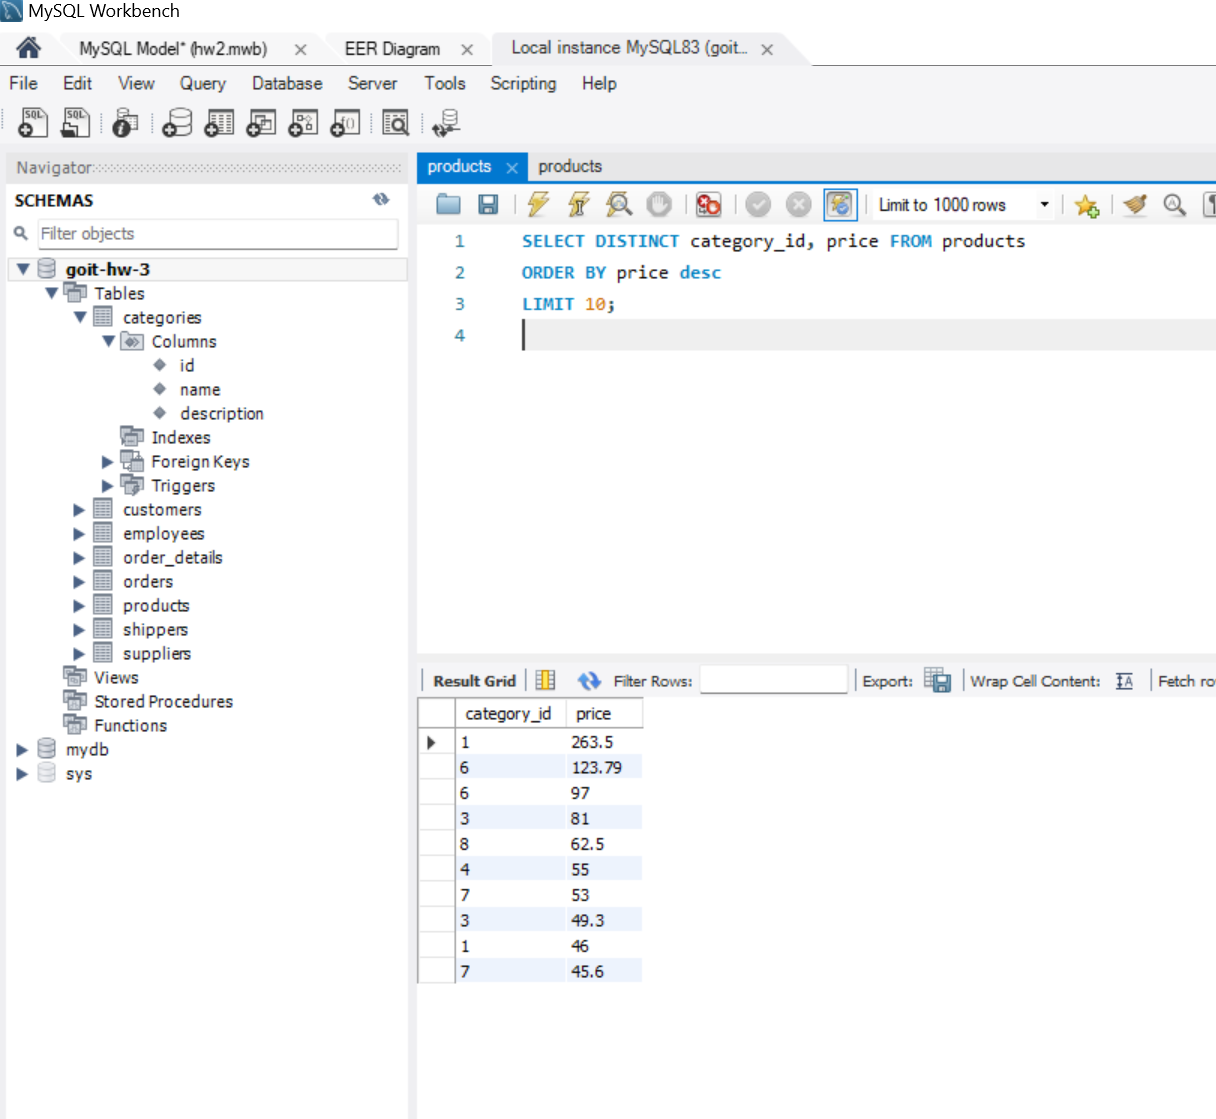 MySQL Workbench
MySQL Model* (hw2.mwb)
EER Diagram
Local instance MySQL83 (goit...
File Edit View Query Database Server Tools Scripting Help
Navigator
SCHEMAS
Filter objects
goit-hw-3
Tables
categories
Columns
id
name
description
Indexes
Foreign Keys
Triggers
customers
employees
order_details
orders
products
shippers
suppliers
Views
Stored Procedures
Functions
mydb
sys
products
products
Limit to 1000 rows
1 SELECT DISTINCT category_id, price FROM products
2 ORDER BY price desc
3 LIMIT 10;
4
Result Grid Filter Rows: Export: Wrap Cell Content: Fetch ro
category_id price
1 263.5
6 123.79
6 97
3 81
8 62.5
4 55
7 53
3 49.3
1 46
7 45.6